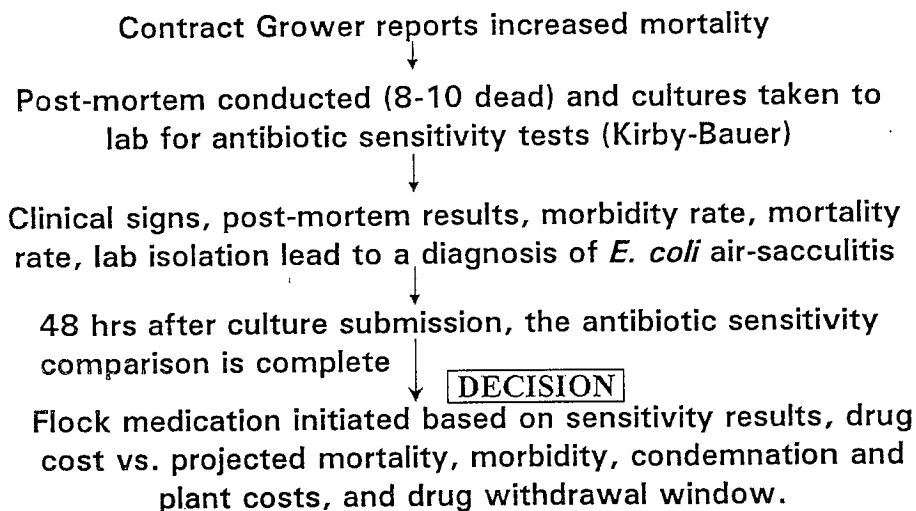 Contract Grower reports increased mortality
Post-mortem conducted (8-10 dead) and cultures taken to
lab for antibiotic sensitivity tests (Kirby-Bauer)
Clinical signs, post-mortem results, morbidity rate, mortality
rate, lab isolation lead to a diagnosis of E. coli air-sacculitis
48 hrs after culture submission, the antibiotic sensitivity
comparison is complete
DECISION
Flock medication initiated based on sensitivity results, drug
cost vs. projected mortality, morbidity, condemnation and
plant costs, and drug withdrawal window.